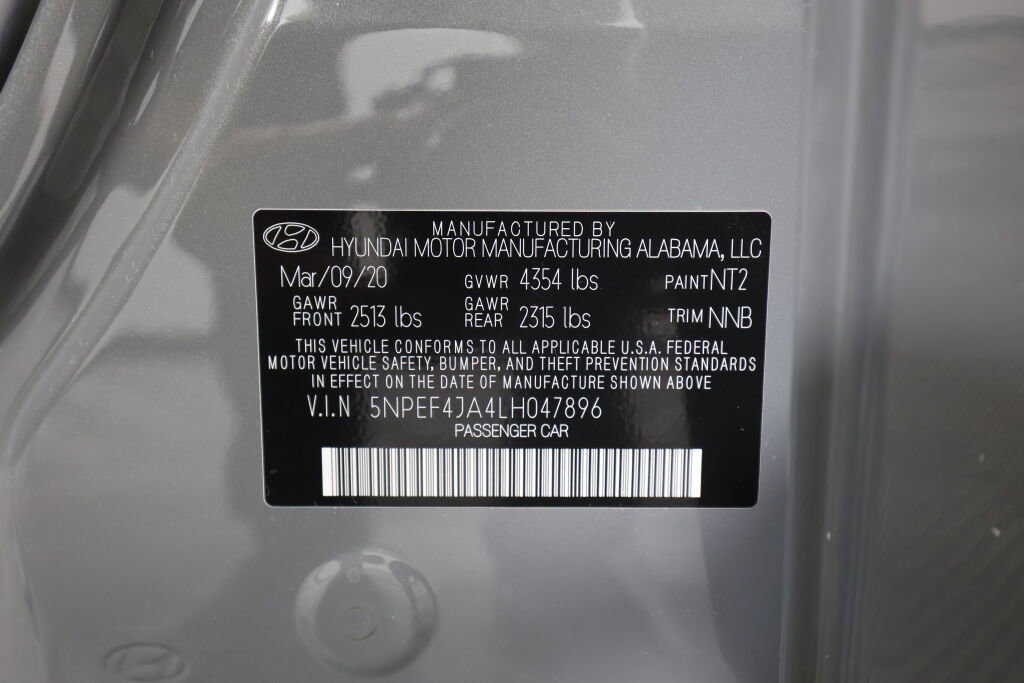 MANUFACTURED BY
HYUNDAI MOTOR MANUFACTURING ALABAMA, LLC
Mar/09/20 GVWR 4354 lbs PAINT NT2
GAWR FRONT 2513 lbs GAWR REAR 2315 lbs TRIM NNB
THIS VEHICLE CONFORMS TO ALL APPLICABLE U.S.A. FEDERAL
MOTOR VEHICLE SAFETY, BUMPER, AND THEFT PREVENTION STANDARDS
IN EFFECT ON THE DATE OF MANUFACTURE SHOWN ABOVE
V.I.N 5NPEF4JA4LH047896
PASSENGER CAR